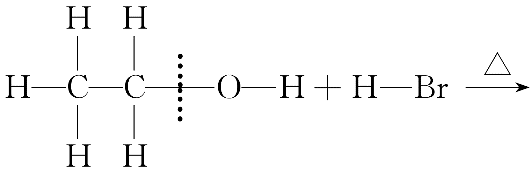 H H
H—C—C—O—H + H—Br △ →
H H